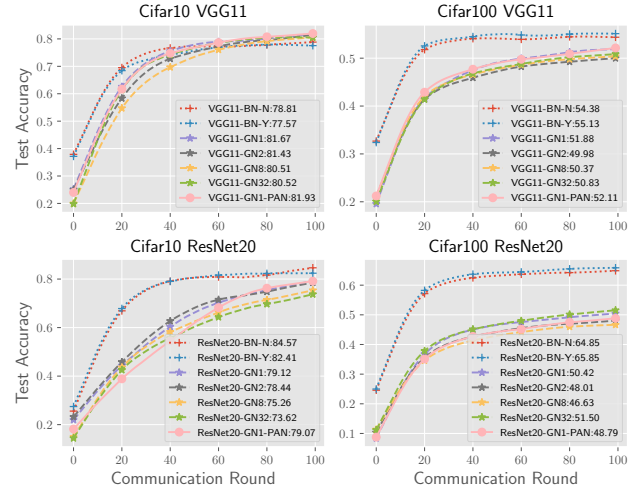 Cifar10 VGG11
Cifar100 VGG11
Test Accuracy
0.8
0.7
0.6
0.5
0.4
0.3
0.2
VGG11-BN-N:78.81
VGG11-BN-Y:77.57
VGG11-GN1:81.67
VGG11-GN2:81.43
VGG11-GN8:80.51
VGG11-GN32:80.52
VGG11-GN1-PAN:81.93
0 20 40 60 80 100
0.5
0.4
0.3
0.2
VGG11-BN-N:54.38
VGG11-BN-Y:55.13
VGG11-GN1:51.88
VGG11-GN2:49.98
VGG11-GN8:50.37
VGG11-GN32:50.83
VGG11-GN1-PAN:52.11
0 20 40 60 80 100
Cifar10 ResNet20
Cifar100 ResNet20
Test Accuracy
0.8
0.6
0.4
0.2
ResNet20-BN-N:84.57
ResNet20-BN-Y:82.41
ResNet20-GN1:79.12
ResNet20-GN2:78.44
ResNet20-GN8:75.26
ResNet20-GN32:73.62
ResNet20-GN1-PAN:79.07
0 20 40 60 80 100
Communication Round
0.6
0.5
0.4
0.3
0.2
0.1
ResNet20-BN-N:64.85
ResNet20-BN-Y:65.85
ResNet20-GN1:50.42
ResNet20-GN2:48.01
ResNet20-GN8:46.63
ResNet20-GN32:51.50
ResNet20-GN1-PAN:48.79
0 20 40 60 80 100
Communication Round